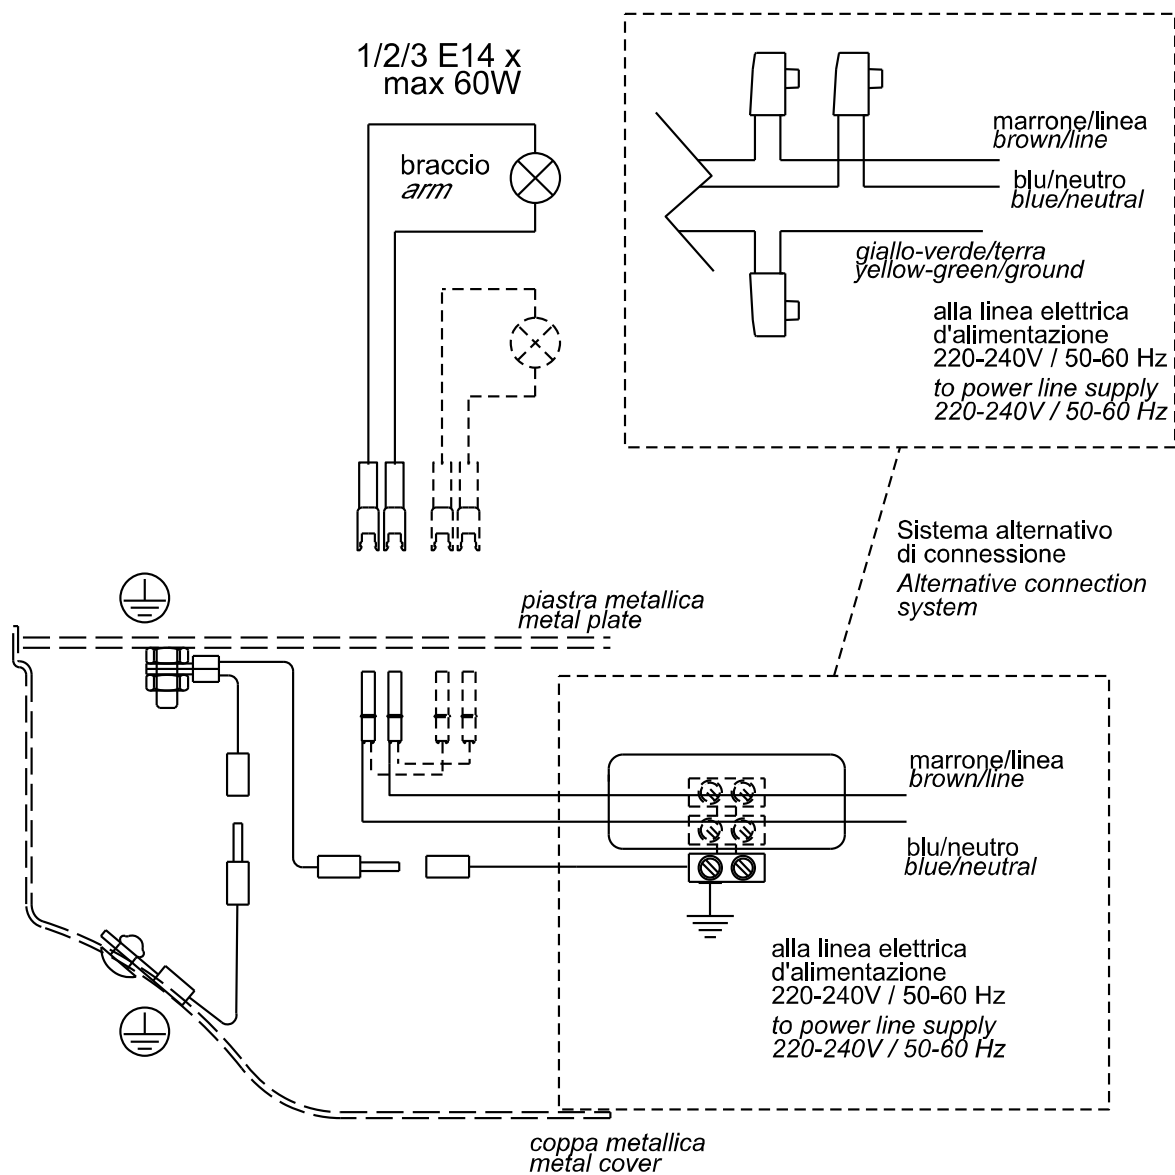 1/2/3 E14 x
max 60W
braccio
arm
marrone/linea
brown/line
blu/neutro
blue/neutral
giallo-verde/terra
yellow-green/ground
alla linea elettrica
d'alimentazione
220-240V / 50-60 Hz
to power line supply
220-240V / 50-60 Hz
Sistema alternativo
di connessione
Alternative connection
system
piastra metallica
metal plate
marrone/linea
brown/line
blu/neutro
blue/neutral
alla linea elettrica
d'alimentazione
220-240V / 50-60 Hz
to power line supply
220-240V / 50-60 Hz
coppa metallica
metal cover